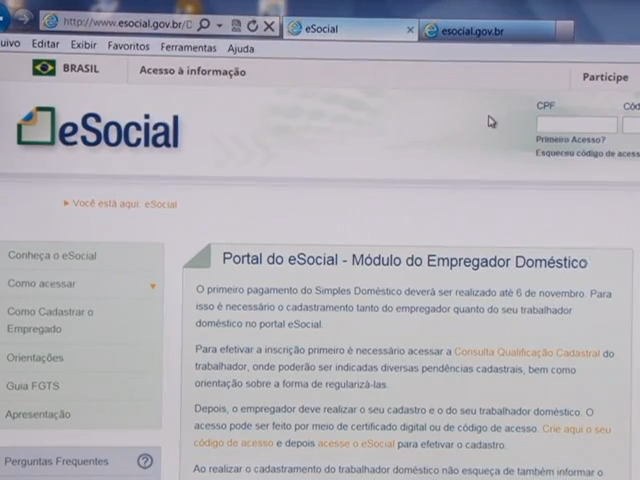 http://www.esocial.gov.br/D
eSocial
esocial.gov.br
uivo Editar Exibir Favoritos Ferramentas Ajuda
BRASIL
Acesso à informação
Participe
eSocial
CPF
Cód
Primeiro Acesso?
Esqueceu código de acess
Você está aqui: eSocial
Conheça o eSocial
Como acessar
Como Cadastrar o
Empregado
Orientações
Guia FGTS
Apresentação
Perguntas Frequentes
Portal do eSocial - Módulo do Empregador Doméstico
O primeiro pagamento do Simples Doméstico deverá ser realizado até 6 de novembro. Para
isso é necessário o cadastramento tanto do empregador quanto do seu trabalhador
doméstico no portal eSocial.
Para efetivar a inscrição primeiro é necessário acessar a Consulta Qualificação Cadastral do
trabalhador, onde poderão ser indicadas diversas pendências cadastrais, bem como
orientação sobre a forma de regularizá-las.
Depois, o empregador deve realizar o seu cadastro e o do seu trabalhador doméstico. O
acesso pode ser feito por meio de certificado digital ou de código de acesso. Crie aqui o seu
código de acesso e depois acesse o eSocial para efetivar o cadastro.
Ao realizar o cadastramento do trabalhador doméstico não esqueça de também informar o